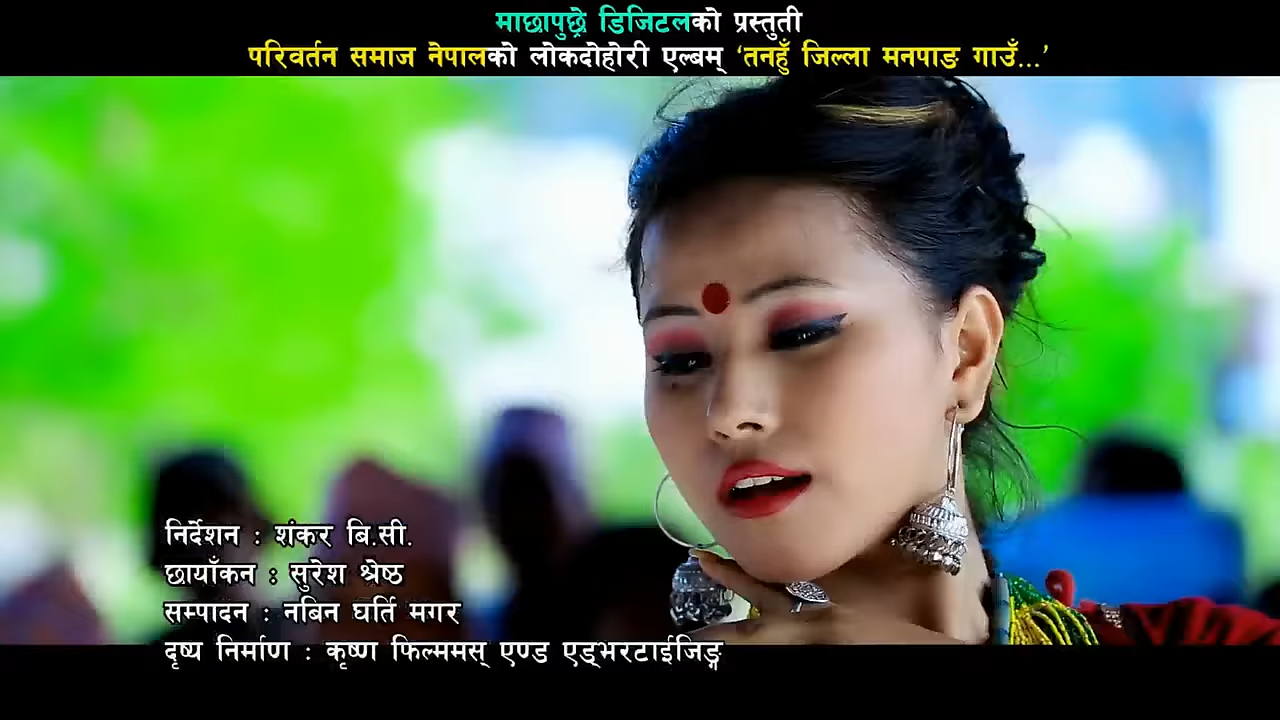 माछापुछ्रे डिजिटलको प्रस्तुती
परिवर्तन समाज नेपालको लोकदोहोरी एल्बम् ‘तनहुँ जिल्ला मनपाङ गाउँ...’
निर्देशन : शंकर बि.सी.
छायाँकन : सुरेश श्रेष्ठ
सम्पादन : नबिन घर्ति मगर
दृष्य निर्माण : कृष्ण फिल्ममस् एण्ड एड्भरटाईजिङ्ग